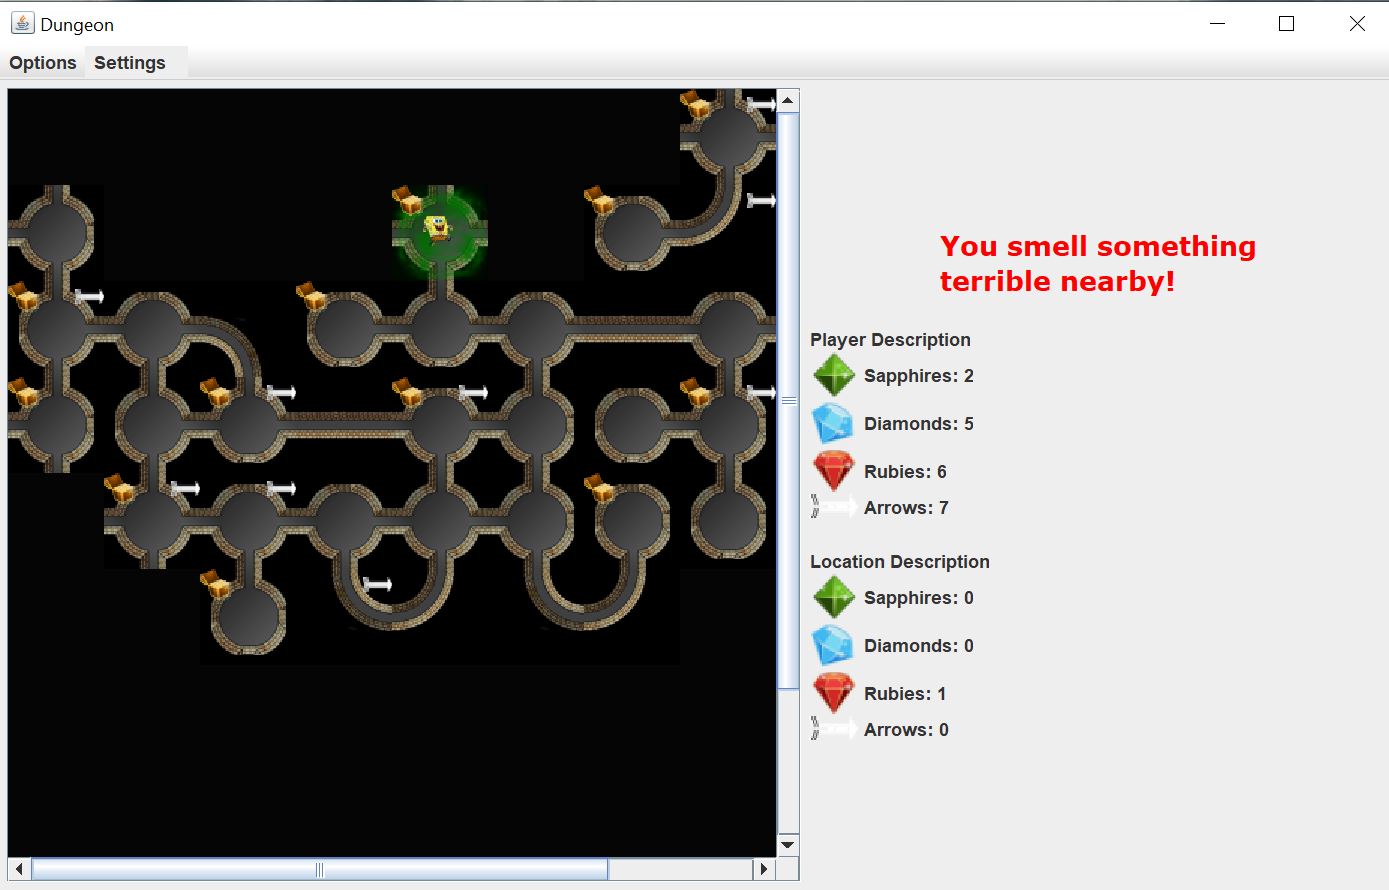 Dungeon
Options Settings
You smell something
terrible nearby!
Player Description
Sapphires: 2
Diamonds: 5
Rubies: 6
Arrows: 7
Location Description
Sapphires: 0
Diamonds: 0
Rubies: 1
Arrows: 0